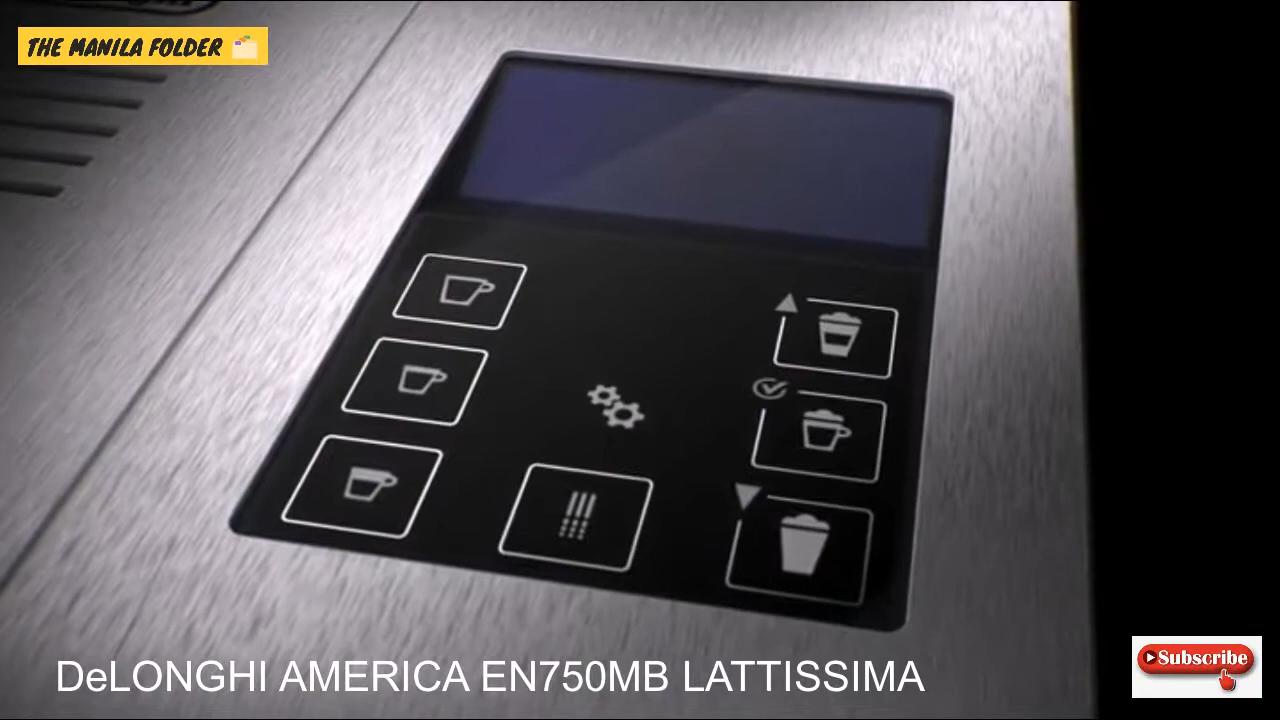 THE MANILA FOLDER
DeLONGHI AMERICA EN750MB LATTISSIMA
Subscribe